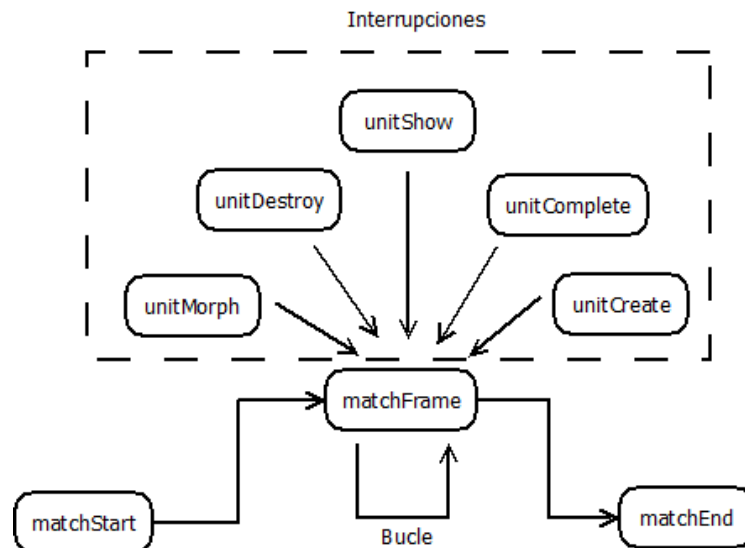 Interrupciones
unitShow
unitDestroy
unitComplete
unitMorph
unitCreate
matchFrame
matchStart
matchEnd
Bucle